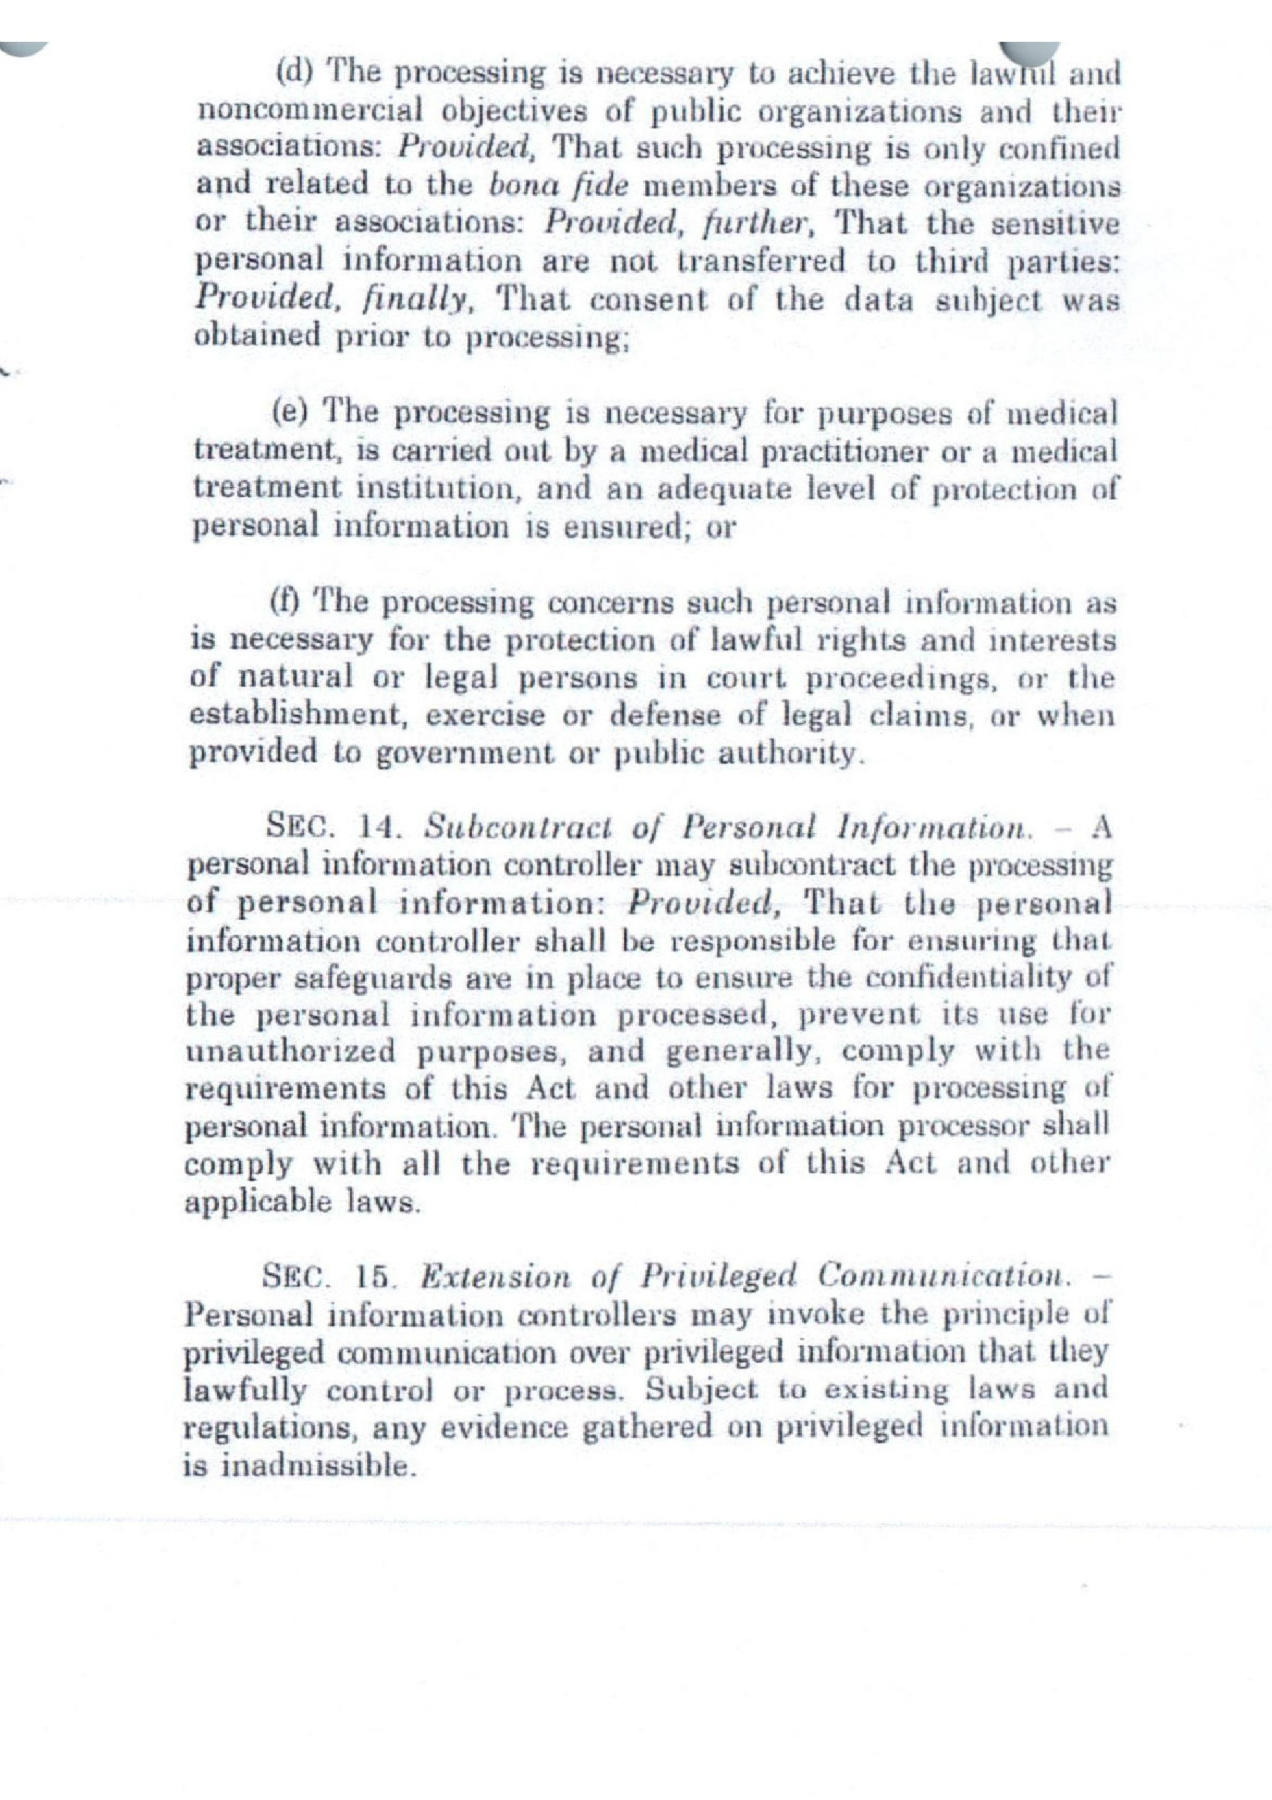 (d) The processing is necessary to achieve the lawful and
noncommercial objectives of public organizations and their
associations: Provided, That such processing is only confined
and related to the bona fide members of these organizations
or their associations: Provided, further, That the sensitive
personal information are not transferred to third parties:
Provided, finally, That consent of the data subject was
obtained prior to processing;
(e) The processing is necessary for purposes of medical
treatment, is carried out by a medical practitioner or a medical
treatment institution, and an adequate level of protection of
personal information is ensured; or
(f) The processing concerns such personal information as
is necessary for the protection of lawful rights and interests
of natural or legal persons in court proceedings, or the
establishment, exercise or defense of legal claims, or when
provided to government or public authority.
SEC. 14. Subcontract of Personal Information. – A
personal information controller may subcontract the processing
of personal information: Provided, That the personal
information controller shall be responsible for ensuring that
proper safeguards are in place to ensure the confidentiality of
the personal information processed, prevent its use for
unauthorized purposes, and generally, comply with the
requirements of this Act and other laws for processing of
personal information. The personal information processor shall
comply with all the requirements of this Act and other
applicable laws.
SEC. 15. Extension of Privileged Communication. –
Personal information controllers may invoke the principle of
privileged communication over privileged information that they
lawfully control or process. Subject to existing laws and
regulations, any evidence gathered on privileged information
is inadmissible.